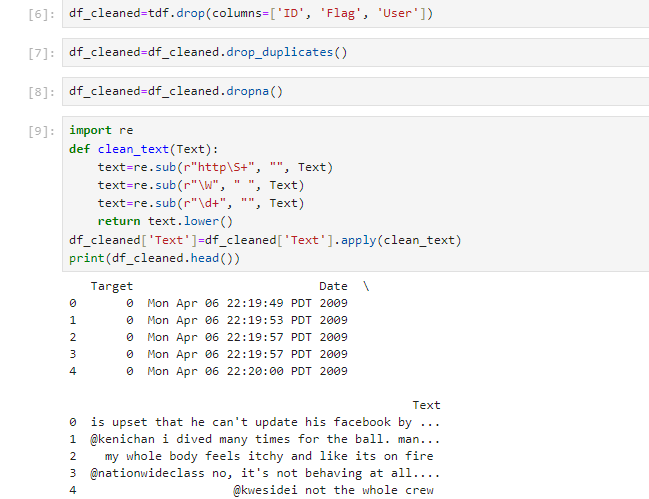 [6]: df_cleaned=tdf.drop(columns=['ID', 'Flag', 'User'])
[7]: df_cleaned=df_cleaned.drop_duplicates()
[8]: df_cleaned=df_cleaned.dropna()
[9]: import re
def clean_text(Text):
    text=re.sub(r"http\S+", "", Text)
    text=re.sub(r"\W", " ", Text)
    text=re.sub(r"\d+", "", Text)
    return text.lower()
df_cleaned['Text']=df_cleaned['Text'].apply(clean_text)
print(df_cleaned.head())
   Target                          Date  \
0       0  Mon Apr 06 22:19:49 PDT 2009
1       0  Mon Apr 06 22:19:53 PDT 2009
2       0  Mon Apr 06 22:19:57 PDT 2009
3       0  Mon Apr 06 22:19:57 PDT 2009
4       0  Mon Apr 06 22:20:00 PDT 2009
                                                Text
0  is upset that he can't update his facebook by ...
1  @kenichan i dived many times for the ball. man...
2    my whole body feels itchy and like its on fire
3  @nationwideclass no, it's not behaving at all....
4                      @kwesidei not the whole crew